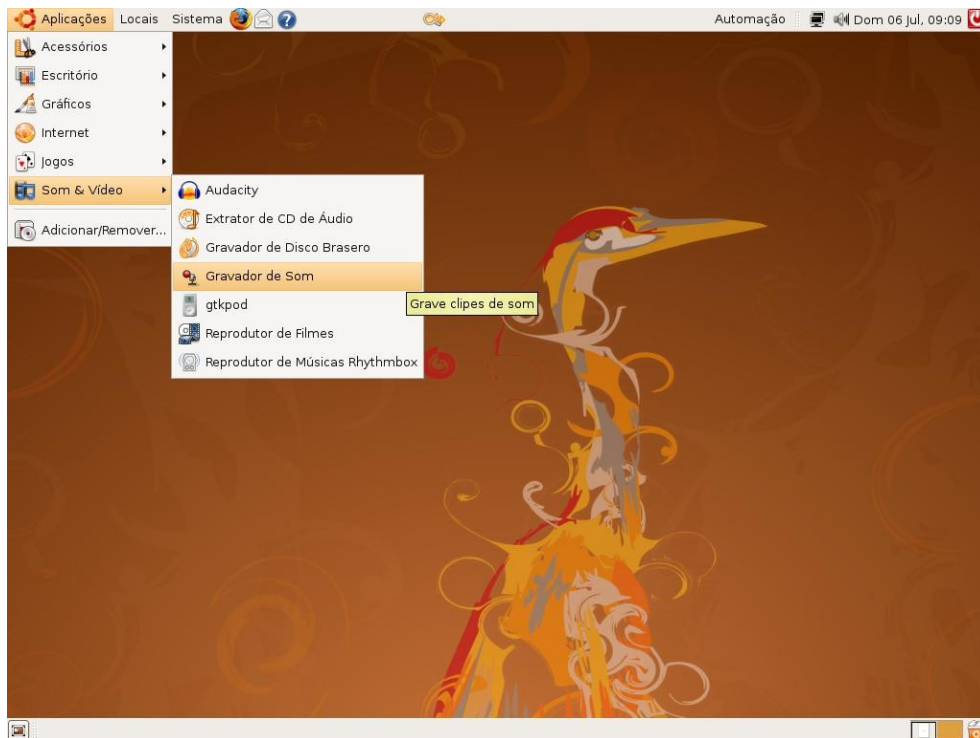 Aplicações Locais Sistema Automação Dom 06 Jul, 09:09
Acessórios
Escritório
Gráficos
Internet
Jogos
Som & Vídeo
Adicionar/Remover...
Audacity
Extrator de CD de Áudio
Gravador de Disco Brasero
Gravador de Som
Grave clipes de som
gtkpod
Reprodutor de Filmes
Reprodutor de Músicas Rhythmbox